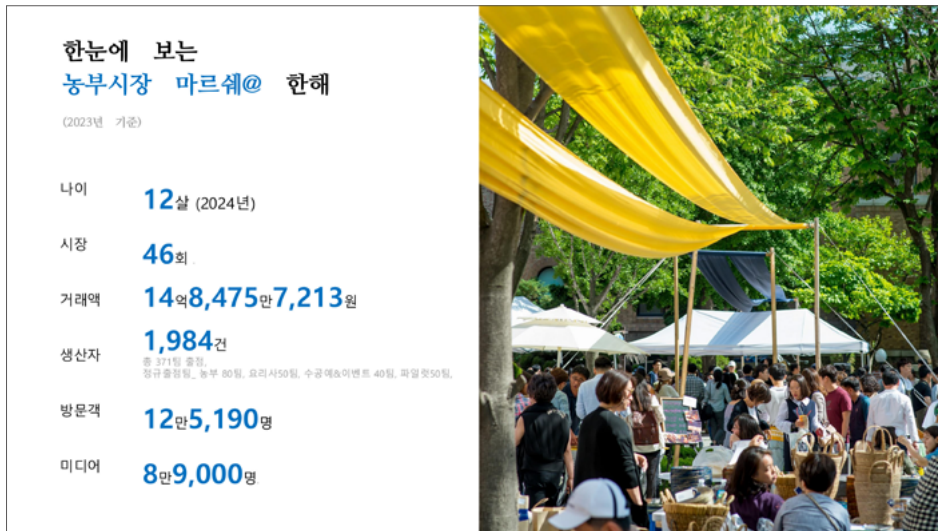 한눈에 보는
농부시장 마르쉐@ 한해
(2023년 기준)
나이
12살 (2024년)
시장
46회
거래액
14억8,475만7,213원
생산자
1,984건
총 371팀 출점,
정규출점팀_ 농부 80팀, 요리사50팀, 수공예&이벤트 40팀, 파일럿50팀,
방문객
12만5,190명
미디어
8만9,000명